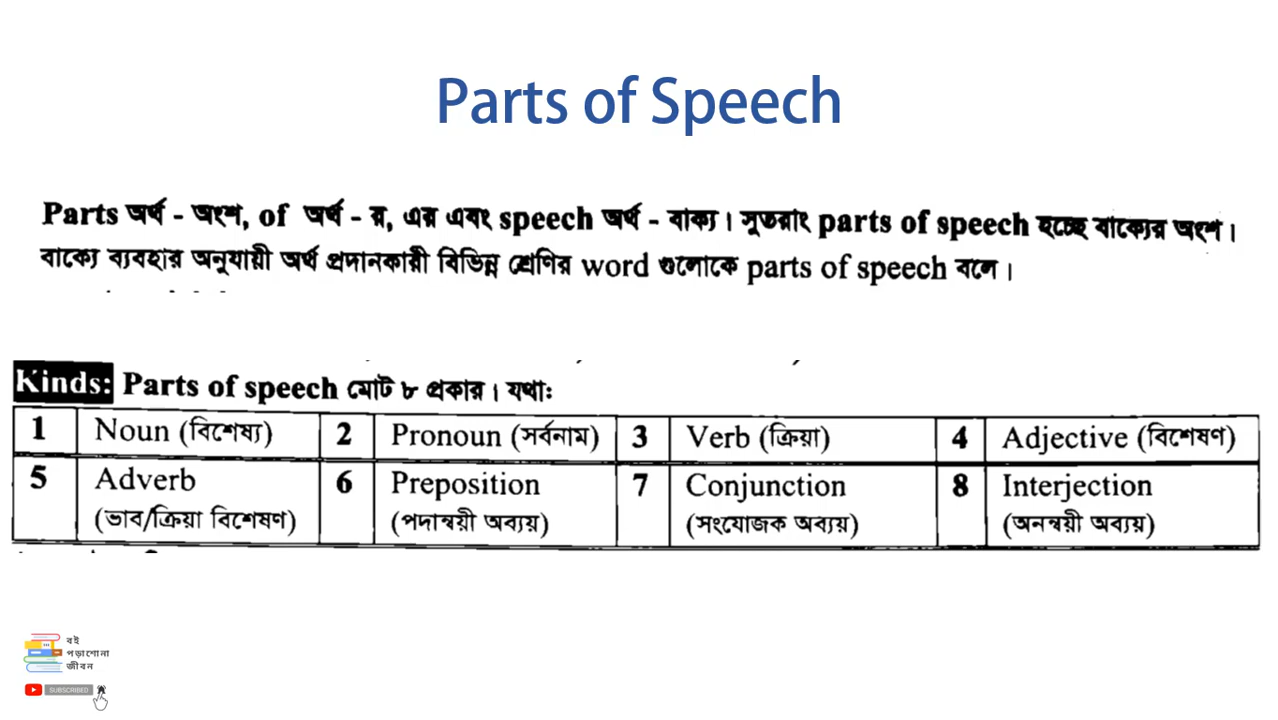 Parts of Speech
Parts অর্থ - অংশ, of অর্থ - র, এর এবং speech অর্থ - বাক্য। সুতরাং parts of speech হচ্ছে বাক্যের অংশ।
বাক্যে ব্যবহার অনুযায়ী অর্থ প্রদানকারী বিভিন্ন শ্রেণির word গুলোকে parts of speech বলে।
Kinds: Parts of speech মোট ৮ প্রকার। যথাঃ
1 Noun (বিশেষ্য) 2 Pronoun (সর্বনাম) 3 Verb (ক্রিয়া) 4 Adjective (বিশেষণ)
5 Adverb 6 Preposition 7 Conjunction 8 Interjection
(ভাব/ক্রিয়া বিশেষণ) (পদান্বয়ী অব্যয়) (সংযোজক অব্যয়) (অনন্বয়ী অব্যয়)
বই
পড়াশোনা
জীবন
SUBSCRIBED